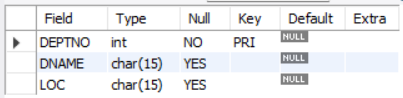 Field Type Null Key Default Extra
DEPTNO int NO PRI NULL
DNAME char(15) YES NULL
LOC char(15) YES NULL